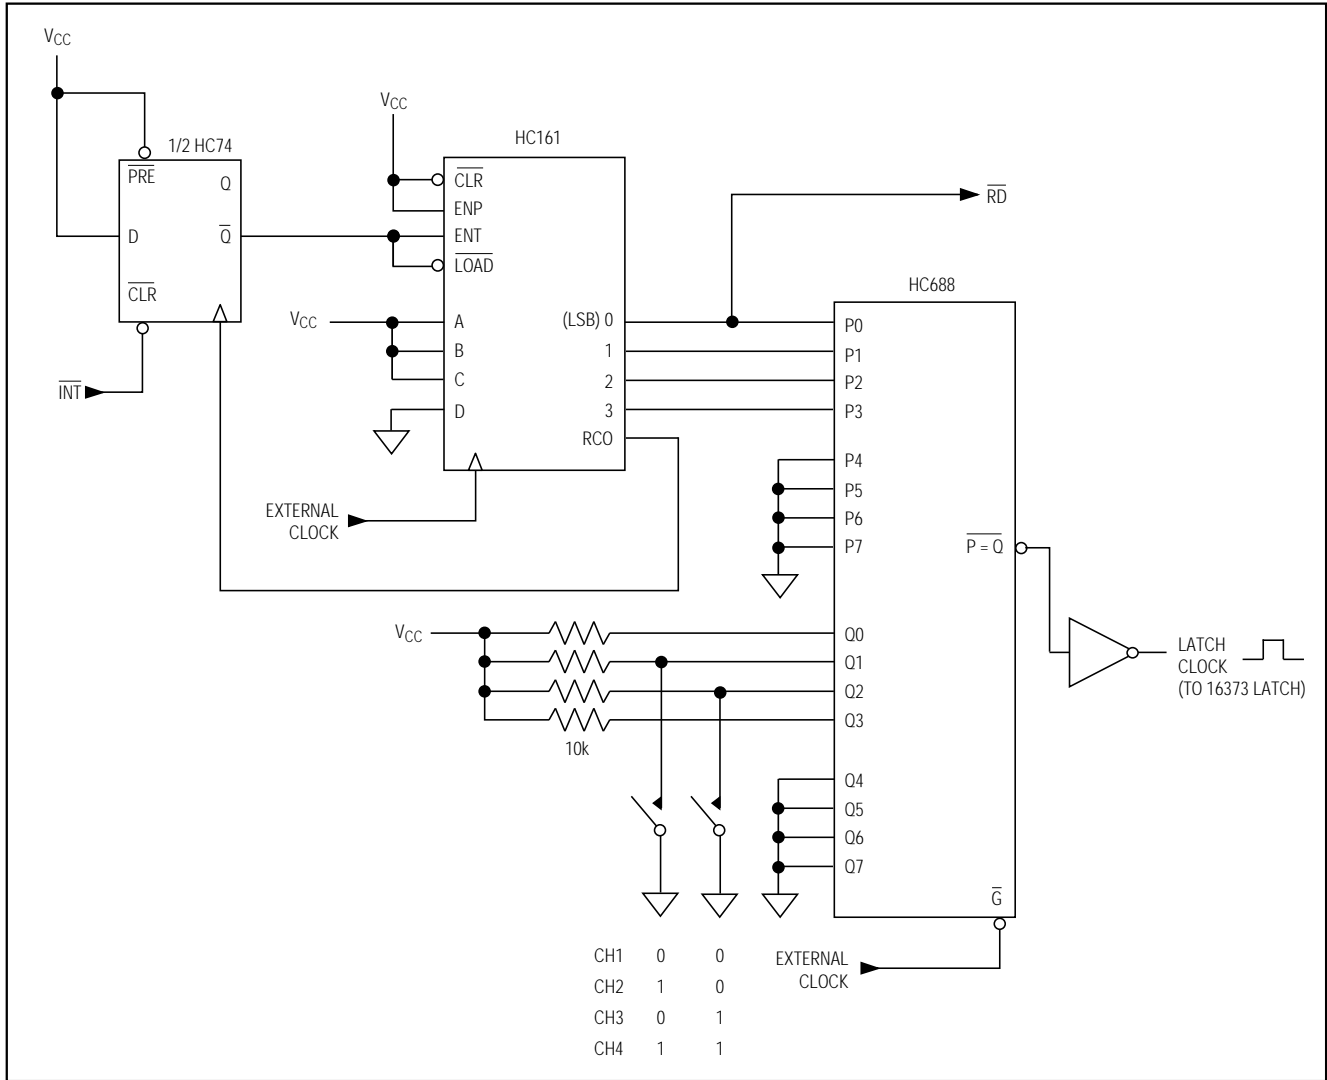 VCC
1/2 HC74
PRE
Q
D
Q
CLR
INT
VCC
HC161
CLR
ENP
ENT
LOAD
VCC
A
B
C
D
(LSB) 0
1
2
3
RCO
EXTERNAL
CLOCK
RD
HC688
P0
P1
P2
P3
P4
P5
P6
P7
P = Q
VCC
10k
Q0
Q1
Q2
Q3
Q4
Q5
Q6
Q7
G
LATCH
CLOCK
(TO 16373 LATCH)
EXTERNAL
CLOCK
CH1 0 0
CH2 1 0
CH3 0 1
CH4 1 1